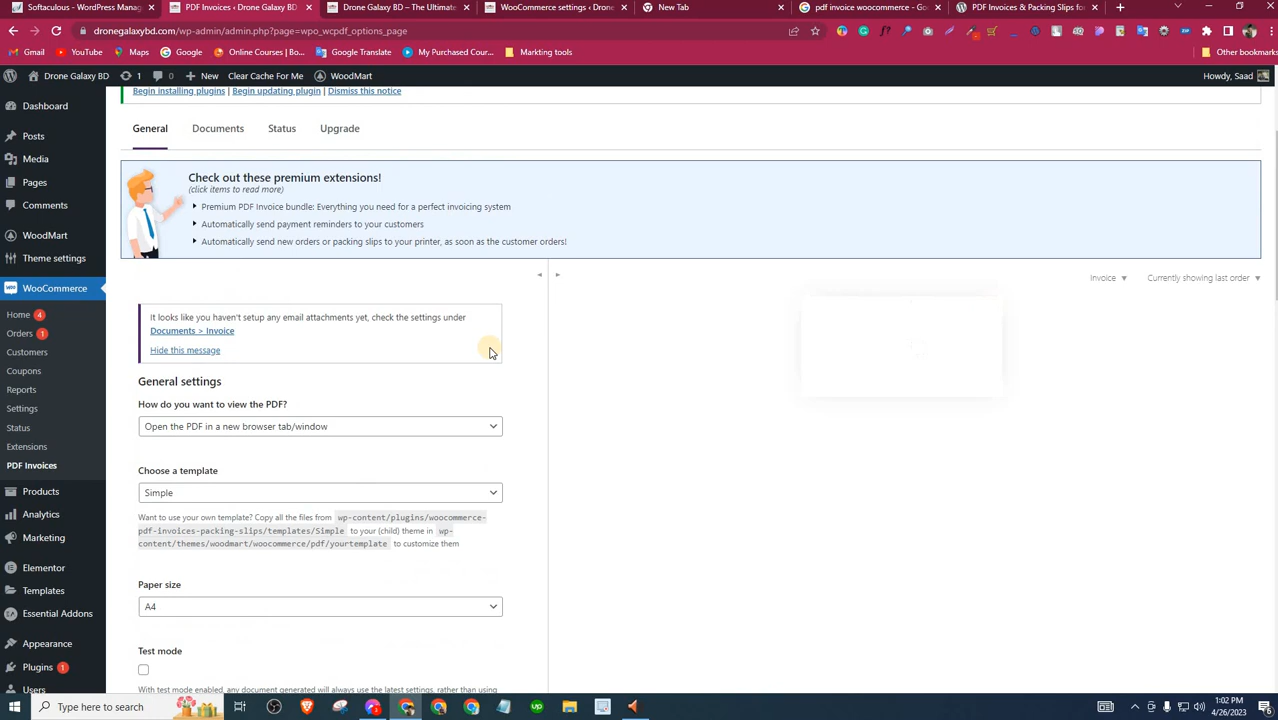 Softaculous - WordPress Manag
PDF Invoices ‹ Drone Galaxy BD
Drone Galaxy BD – The Ultimate
WooCommerce settings ‹ Drone
New Tab
pdf invoice woocommerce - Go
PDF Invoices & Packing Slips for
dronegalaxybd.com/wp-admin/admin.php?page=wpo_wcpdf_options_page
Gmail
YouTube
Maps
Google
Online Courses | Bo...
Google Translate
My Purchased Cour...
Markting tools
Other bookmarks
Drone Galaxy BD
1
0
New
Clear Cache For Me
WoodMart
Howdy, Saad
Begin installing plugins | Begin updating plugin | Dismiss this notice
General
Documents
Status
Upgrade
Check out these premium extensions!
(click items to read more)
Premium PDF Invoice bundle: Everything you need for a perfect invoicing system
Automatically send payment reminders to your customers
Automatically send new orders or packing slips to your printer, as soon as the customer orders!
Dashboard
Posts
Media
Pages
Comments
WoodMart
Theme settings
WooCommerce
Home 4
Orders 1
Customers
Coupons
Reports
Settings
Status
Extensions
PDF Invoices
Products
Analytics
Marketing
Elementor
Templates
Essential Addons
Appearance
Plugins 1
Users
Invoice
Currently showing last order
It looks like you haven't setup any email attachments yet, check the settings under
Documents > Invoice
Hide this message
General settings
How do you want to view the PDF?
Open the PDF in a new browser tab/window
Choose a template
Simple
Want to use your own template? Copy all the files from wp-content/plugins/woocommerce-
pdf-invoices-packing-slips/templates/Simple to your (child) theme in wp-
content/themes/woodmart/woocommerce/pdf/yourtemplate to customize them
Paper size
A4
Test mode
With test mode enabled, any document generated will always use the latest settings, rather than using
Type here to search
1:02 PM
4/26/2023